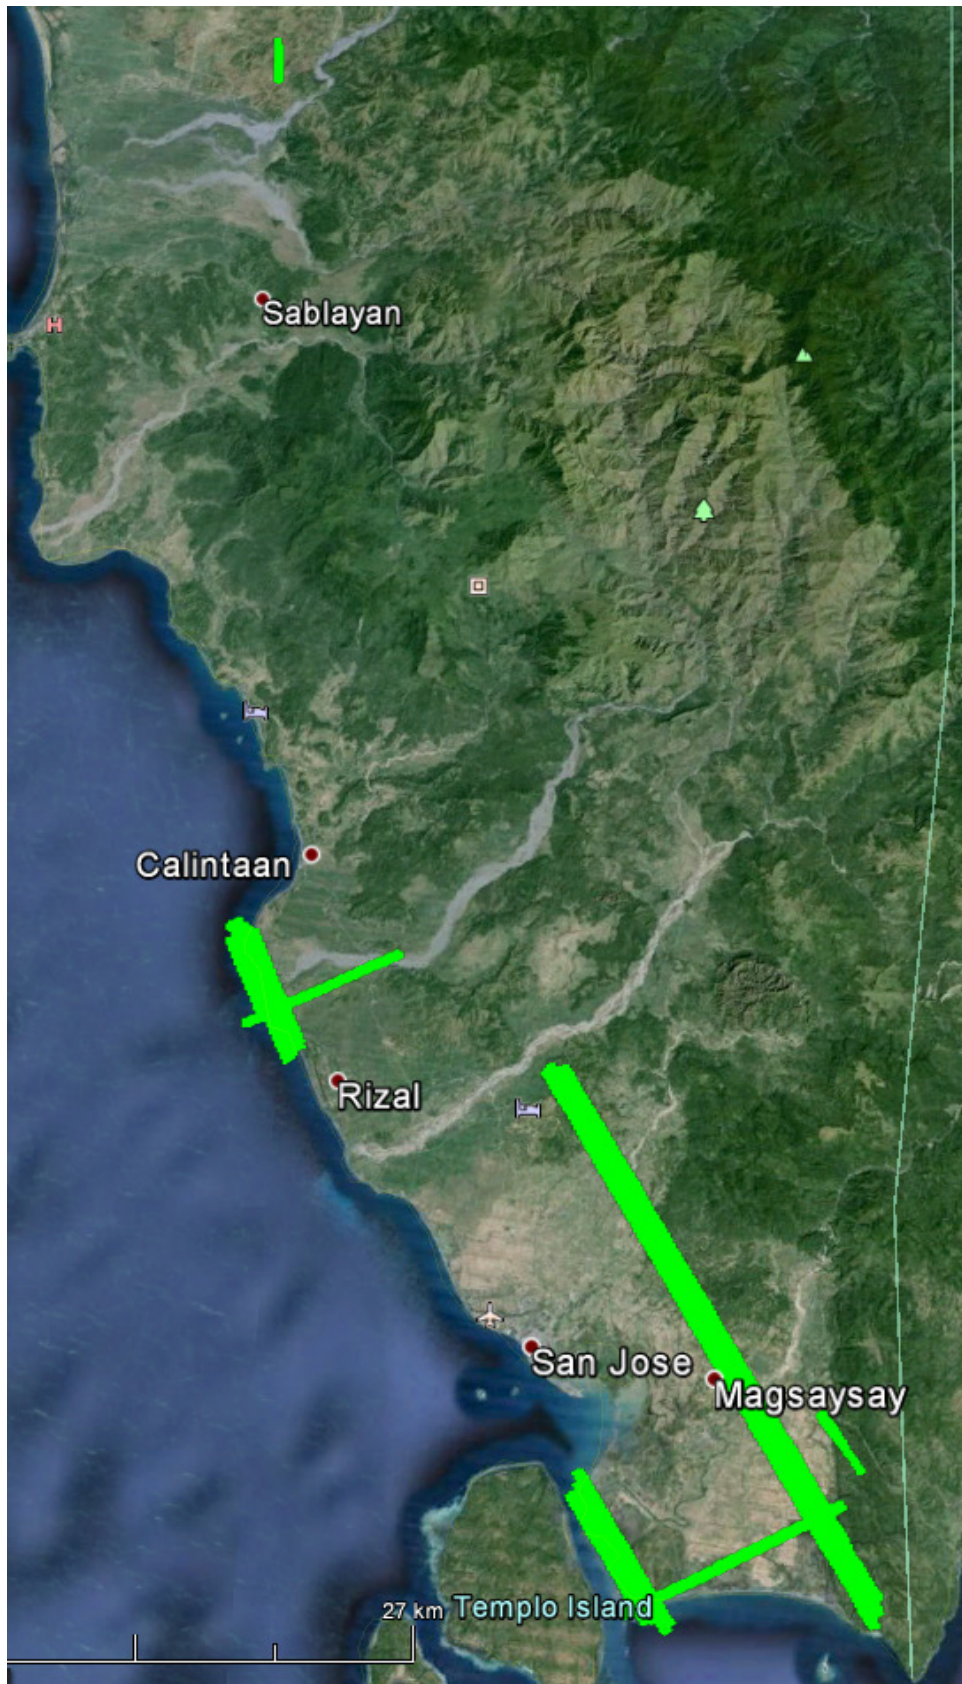 Sablayan
H
Calintaan
Rizal
San Jose
Magsaysay
27 km
Templo Island